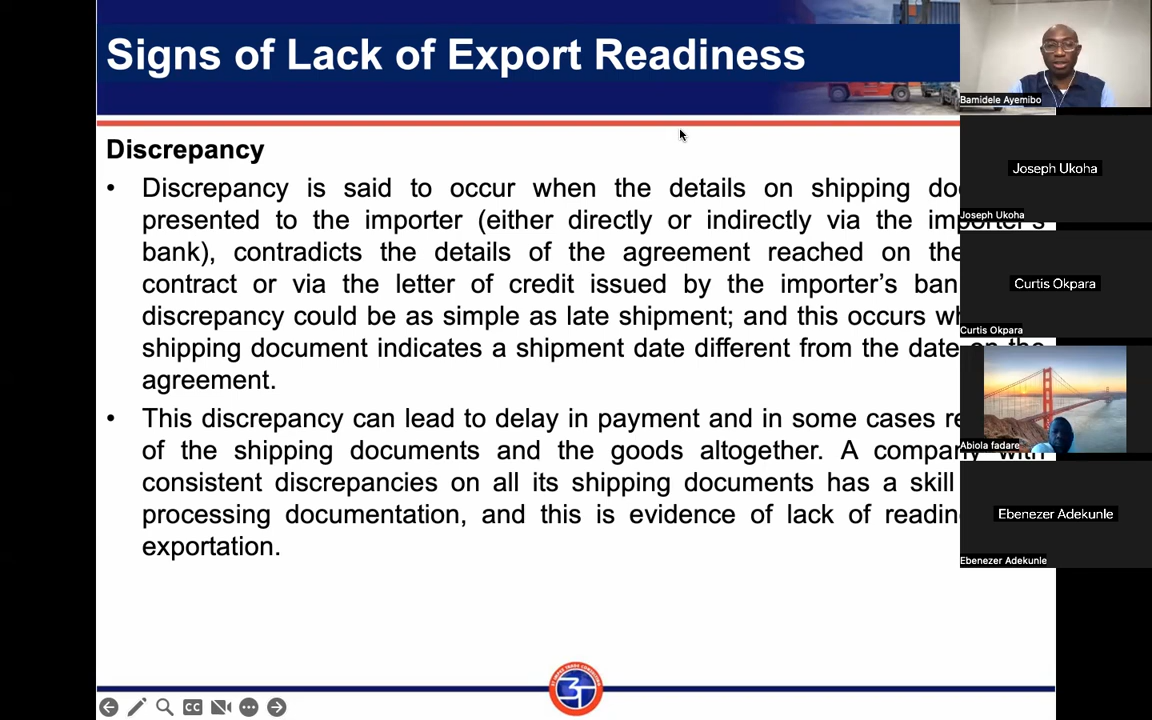 Signs of Lack of Export Readiness
Discrepancy
• Discrepancy is said to occur when the details on shipping
presented to the importer (either directly or indirectly via the importer's
bank), contradicts the details of the agreement reached on the
contract or via the letter of credit issued by the importer's
discrepancy could be as simple as late shipment; and this occurs
shipping document indicates a shipment date different from the date on the
agreement.
• This discrepancy can lead to delay in payment and in some cases
of the shipping documents and the goods altogether. A company with
consistent discrepancies on all its shipping documents has a skill
processing documentation, and this is evidence of lack of
exportation.
Bamidele Ayemibo
Joseph Ukoha
Joseph Ukoha
Curtis Okpara
Curtis Okpara
Abiola fadare
Ebenezer Adekunle
Ebenezer Adekunle
3T
CC